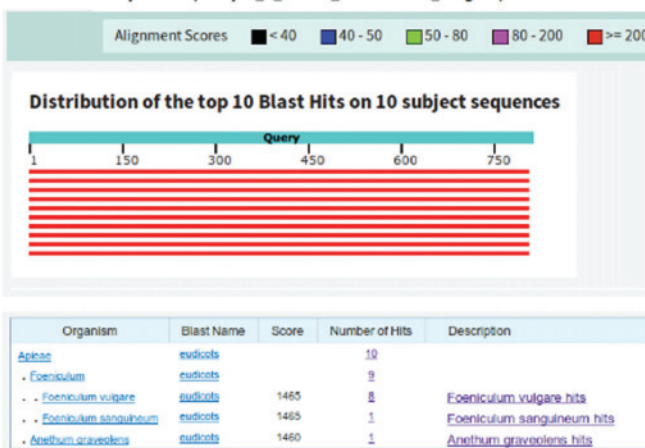 Alignment Scores < 40 40 - 50 50 - 80 80 - 200 >= 200
Distribution of the top 10 Blast Hits on 10 subject sequences
Query
1 150 300 450 600 750
Organism Blast Name Score Number of Hits Description
Apieae eudicots 10
. Foeniculum eudicots 9
. . Foeniculum vulgare eudicots 1465 8 Foeniculum vulgare hits
. . Foeniculum sanguineum eudicots 1465 1 Foeniculum sanguineum hits
. Anethum graveolens eudicots 1460 1 Anethum graveolens hits